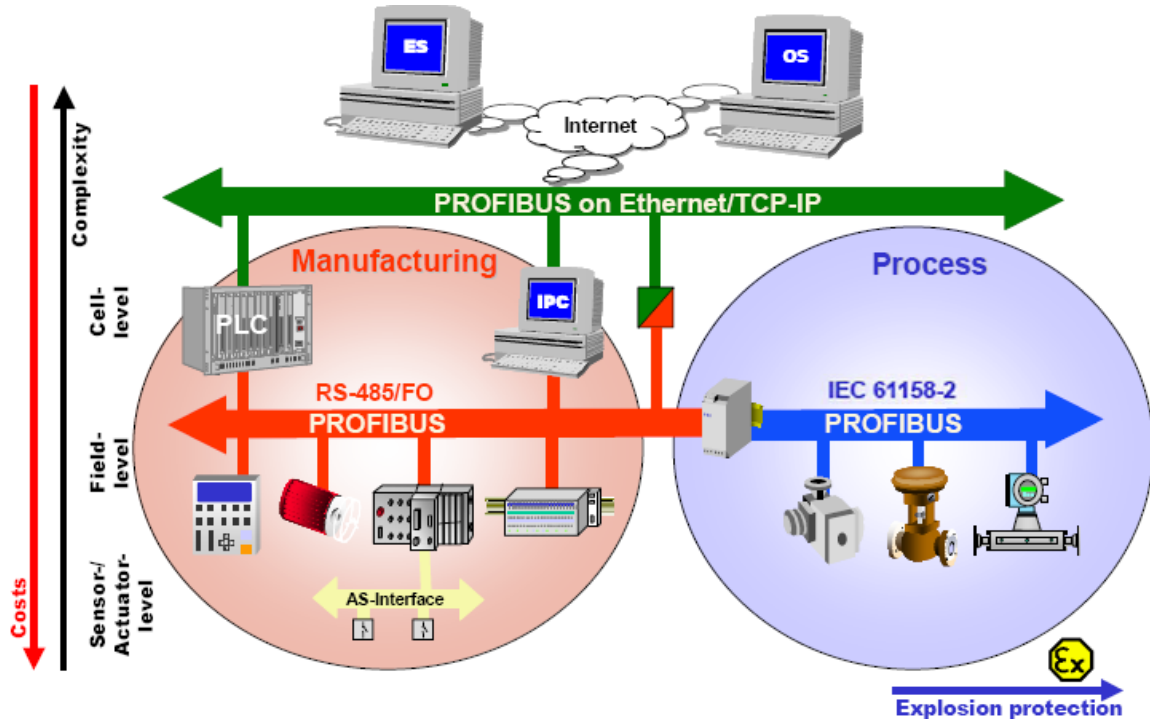 ES
OS
Internet
PROFIBUS on Ethernet/TCP-IP
Complexity
Manufacturing
Process
Cell-
level
PLC
IPC
RS-485/FO
IEC 61158-2
PROFIBUS
PROFIBUS
Field-
level
Sensor-/
Actuator-
level
AS-Interface
Costs
Ex
Explosion protection